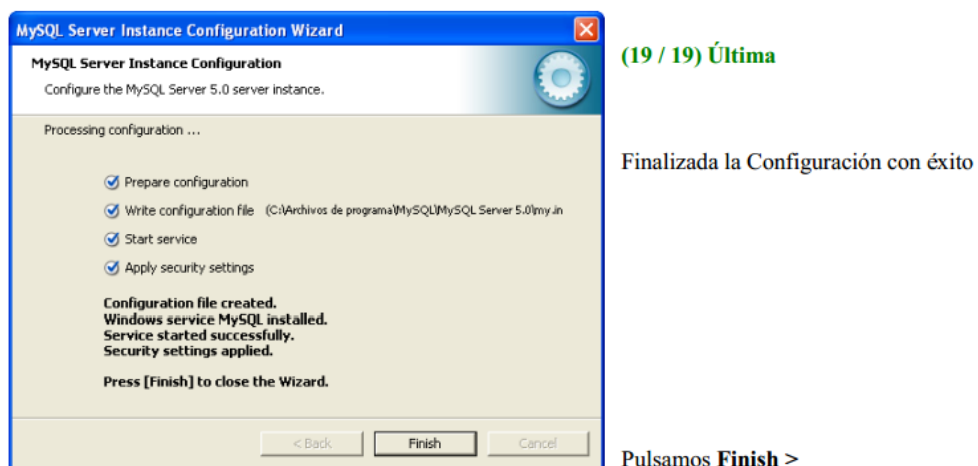 MySQL Server Instance Configuration Wizard
MySQL Server Instance Configuration
Configure the MySQL Server 5.0 server instance.
Processing configuration ...
Prepare configuration
Write configuration file (C:\Archivos de programa\MySQL\MySQL Server 5.0\my.in
Start service
Apply security settings
Configuration file created.
Windows service MySQL installed.
Service started successfully.
Security settings applied.
Press [Finish] to close the Wizard.
< Back
Finish
Cancel
(19 / 19) Última
Finalizada la Configuración con éxito
Pulsamos Finish >